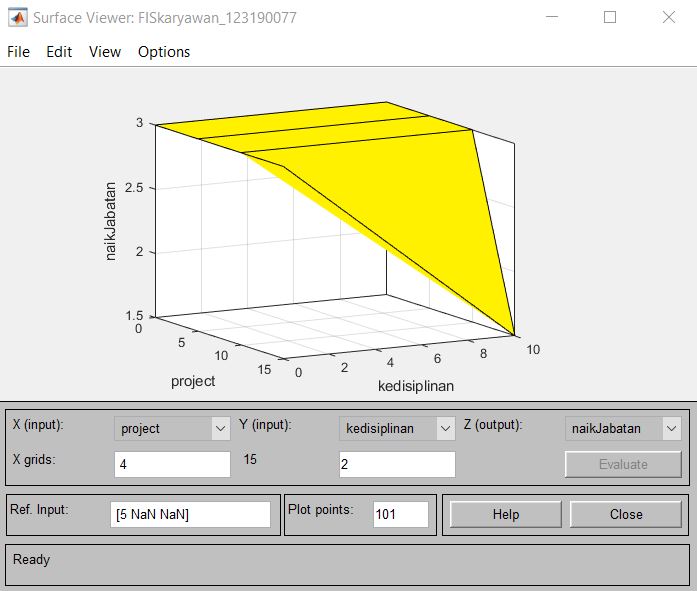 Surface Viewer: FISkaryawan_123190077
File Edit View Options
3
2.5
2
1.5
naikJabatan
0
5
10
15
project
0
2
4
6
8
10
kedisiplinan
X (input): project Y (input): kedisiplinan Z (output): naikJabatan
X grids: 4 15 2 Evaluate
Ref. Input: [5 NaN NaN] Plot points: 101 Help Close
Ready